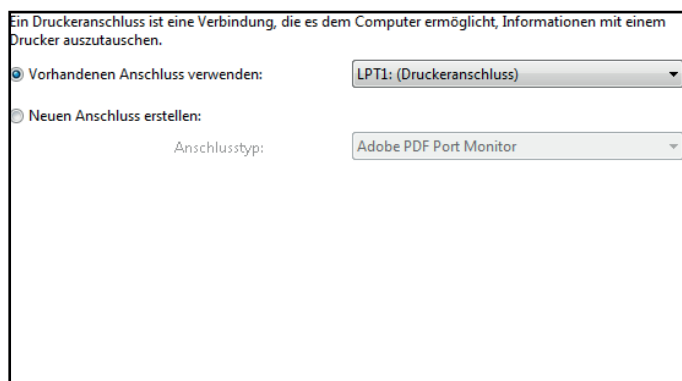 Ein Druckeranschluss ist eine Verbindung, die es dem Computer ermöglicht, Informationen mit einem
Drucker auszutauschen.
Vorhandenen Anschluss verwenden: LPT1: (Druckeranschluss)
Neuen Anschluss erstellen:
Anschlusstyp: Adobe PDF Port Monitor